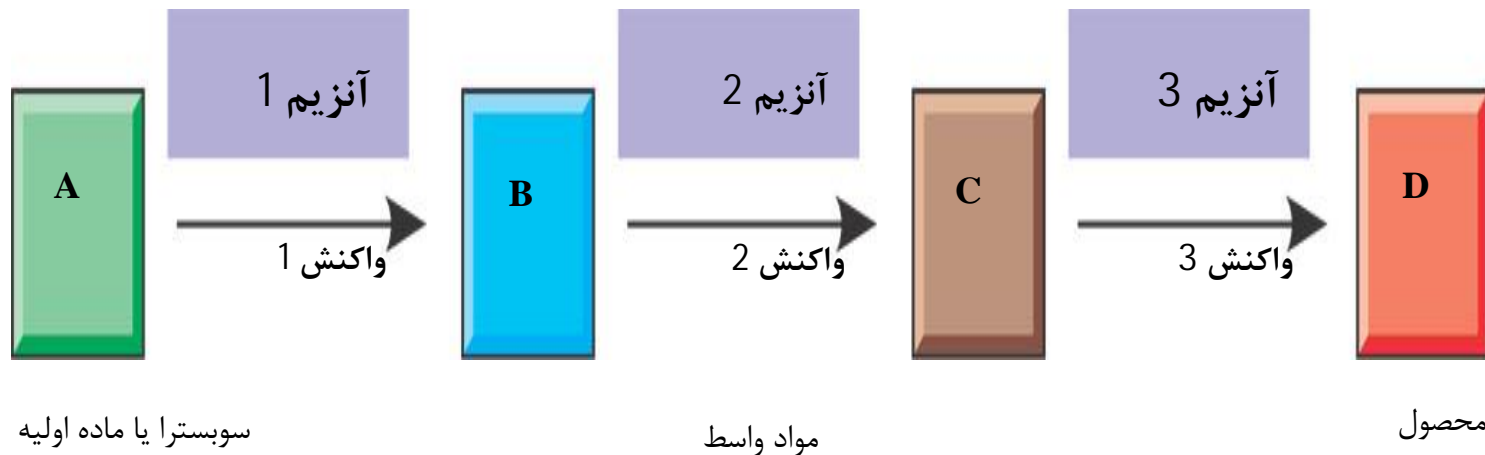 آنزیم 1
آنزیم 2
آنزیم 3
A
B
C
D
واکنش 1
واکنش 2
واکنش 3
سوبسترا یا ماده اولیه
مواد واسط
محصول